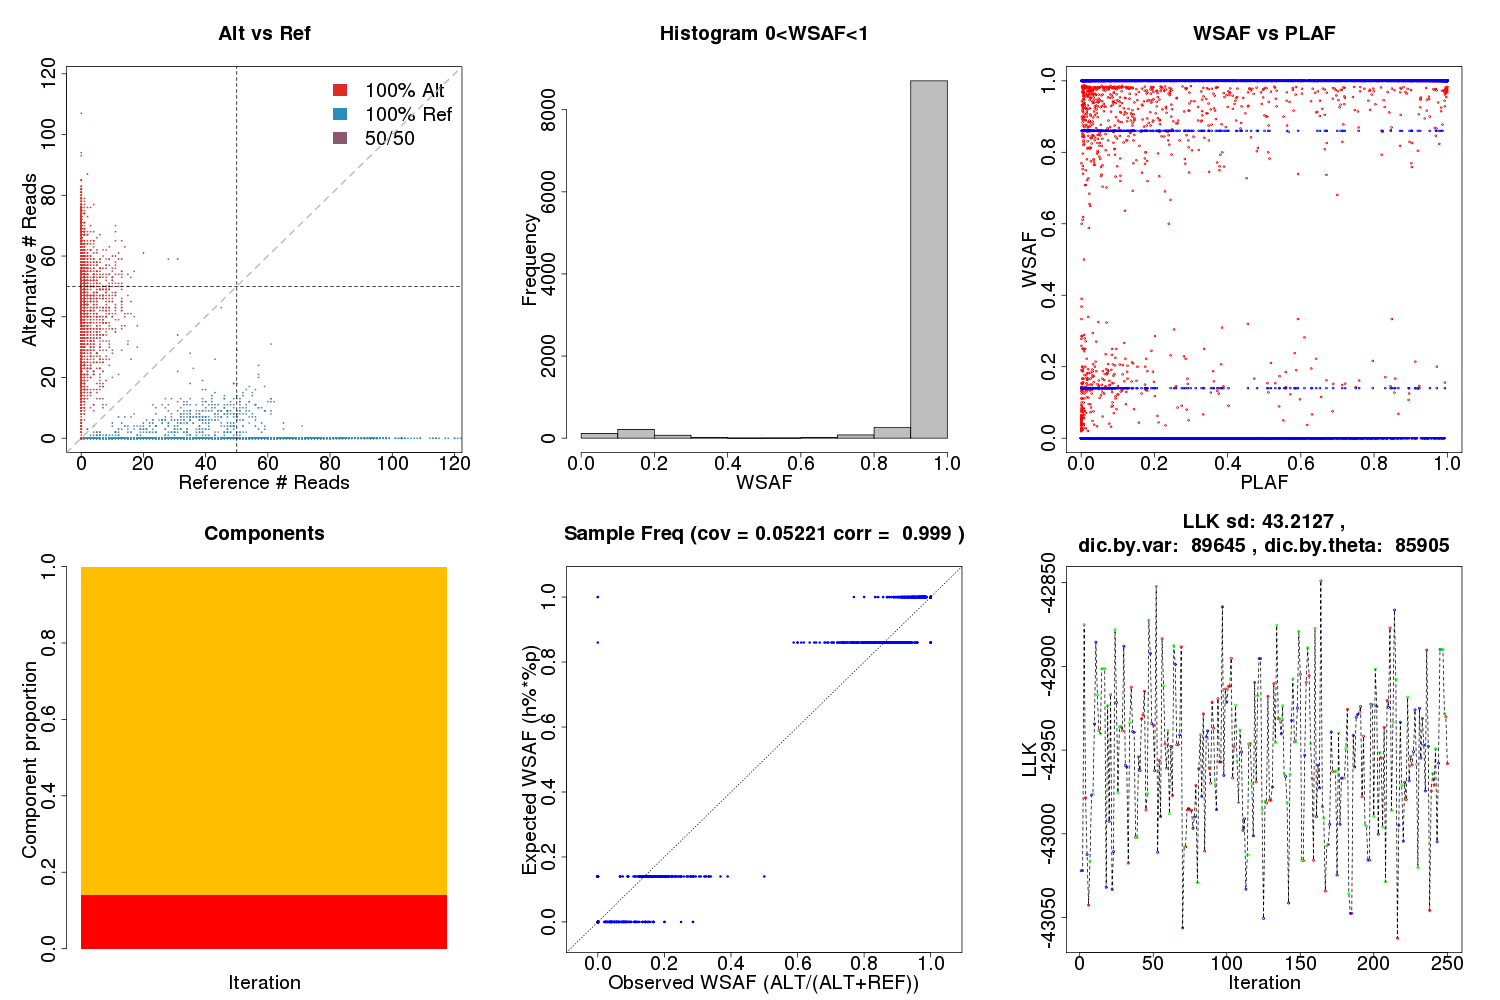 Alt vs Ref
120
100
80
60
40
20
0
Alternative # Reads
100% Alt
100% Ref
50/50
0 20 40 60 80 100 120
Reference # Reads
Histogram 0<WSAF<1
8000
6000
4000
2000
0
Frequency
0.0 0.2 0.4 0.6 0.8 1.0
WSAF
WSAF vs PLAF
1.0
0.8
0.6
0.4
0.2
0.0
WSAF
0.0 0.2 0.4 0.6 0.8 1.0
PLAF
Components
1.0
0.8
0.6
0.4
0.2
0.0
Component proportion
Iteration
Sample Freq (cov = 0.05221 corr = 0.999 )
1.0
0.8
0.6
0.4
0.2
0.0
Expected WSAF (h%*%p)
0.0 0.2 0.4 0.6 0.8 1.0
Observed WSAF (ALT/(ALT+REF))
LLK sd: 43.2127 ,
dic.by.var: 89645 , dic.by.theta: 85905
-42850
-42900
-42950
-43000
-43050
LLK
0 50 100 150 200 250
Iteration